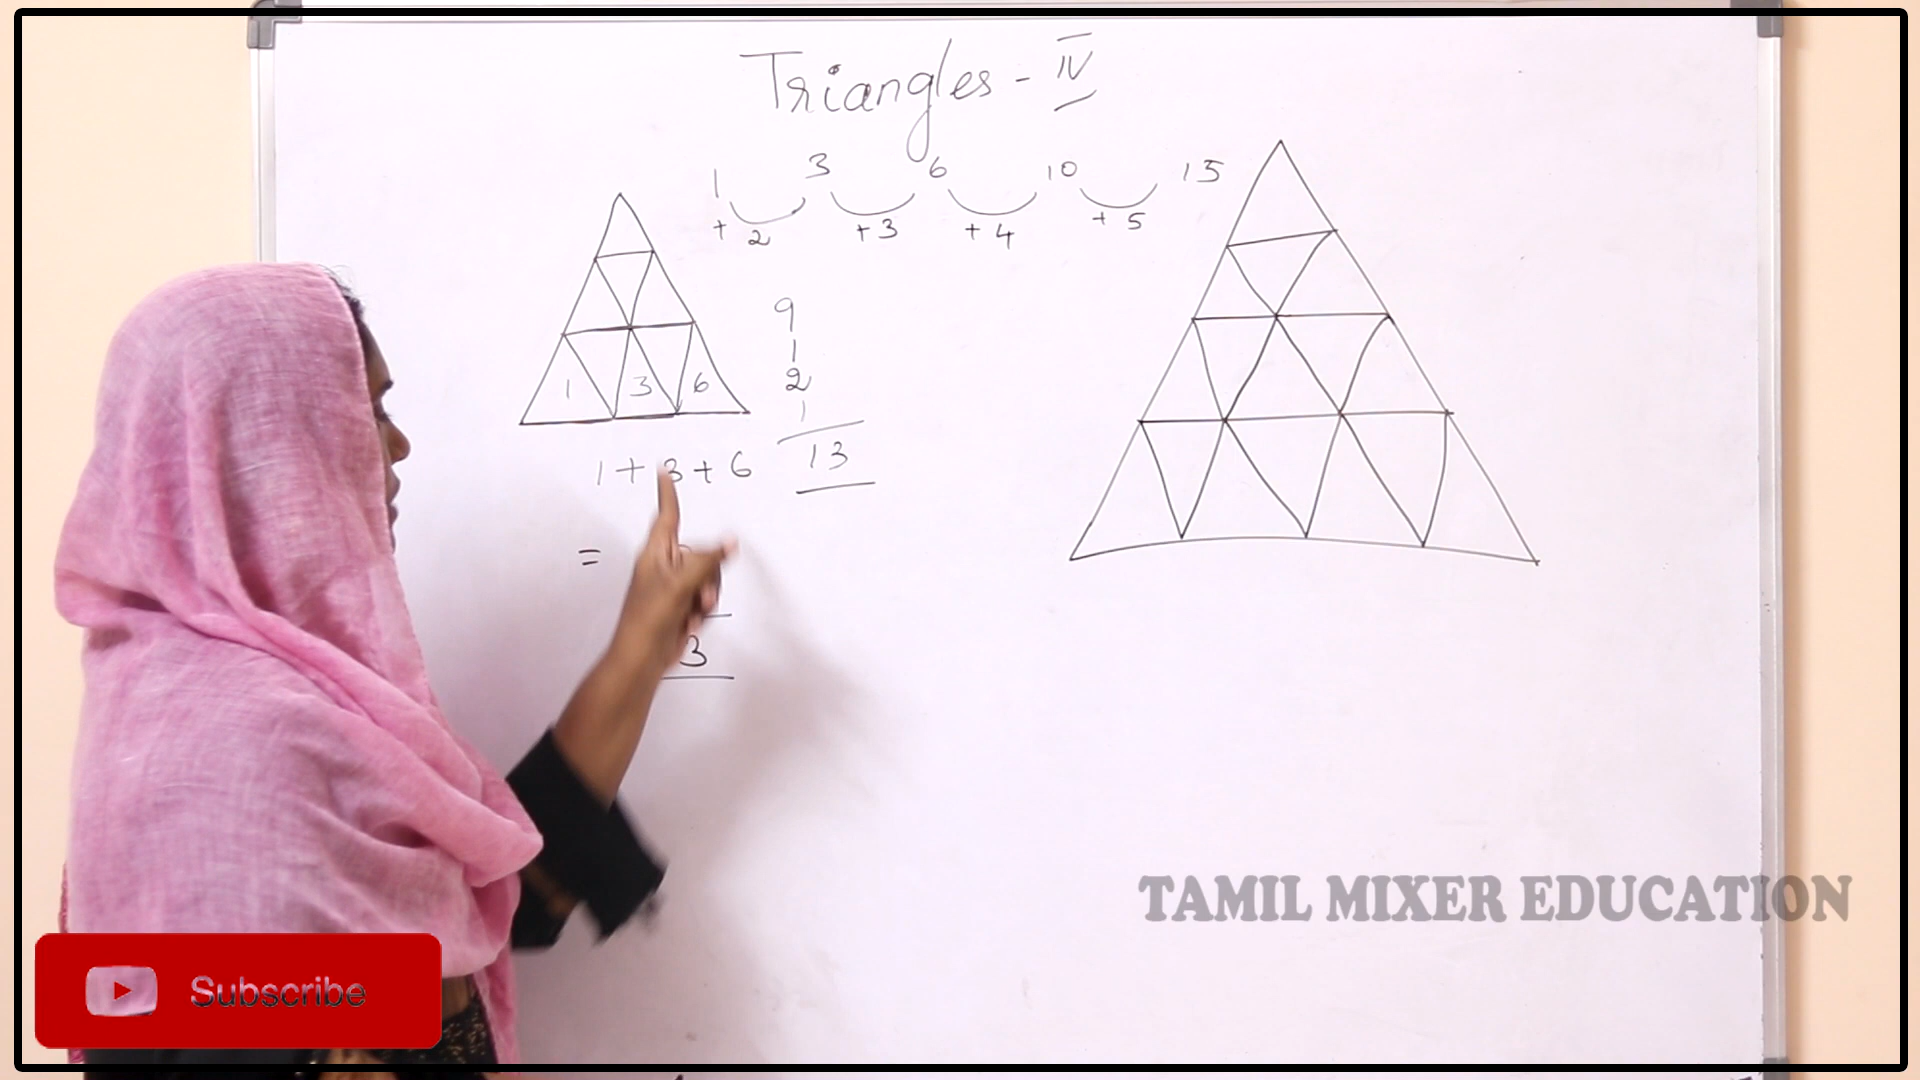 Triangles - IV
1 3 6 10 15
+2 +3 +4 +5
9
1
2
1
13
1 3 6
1 + 3 + 6
=
3
TAMIL MIXER EDUCATION
Subscribe